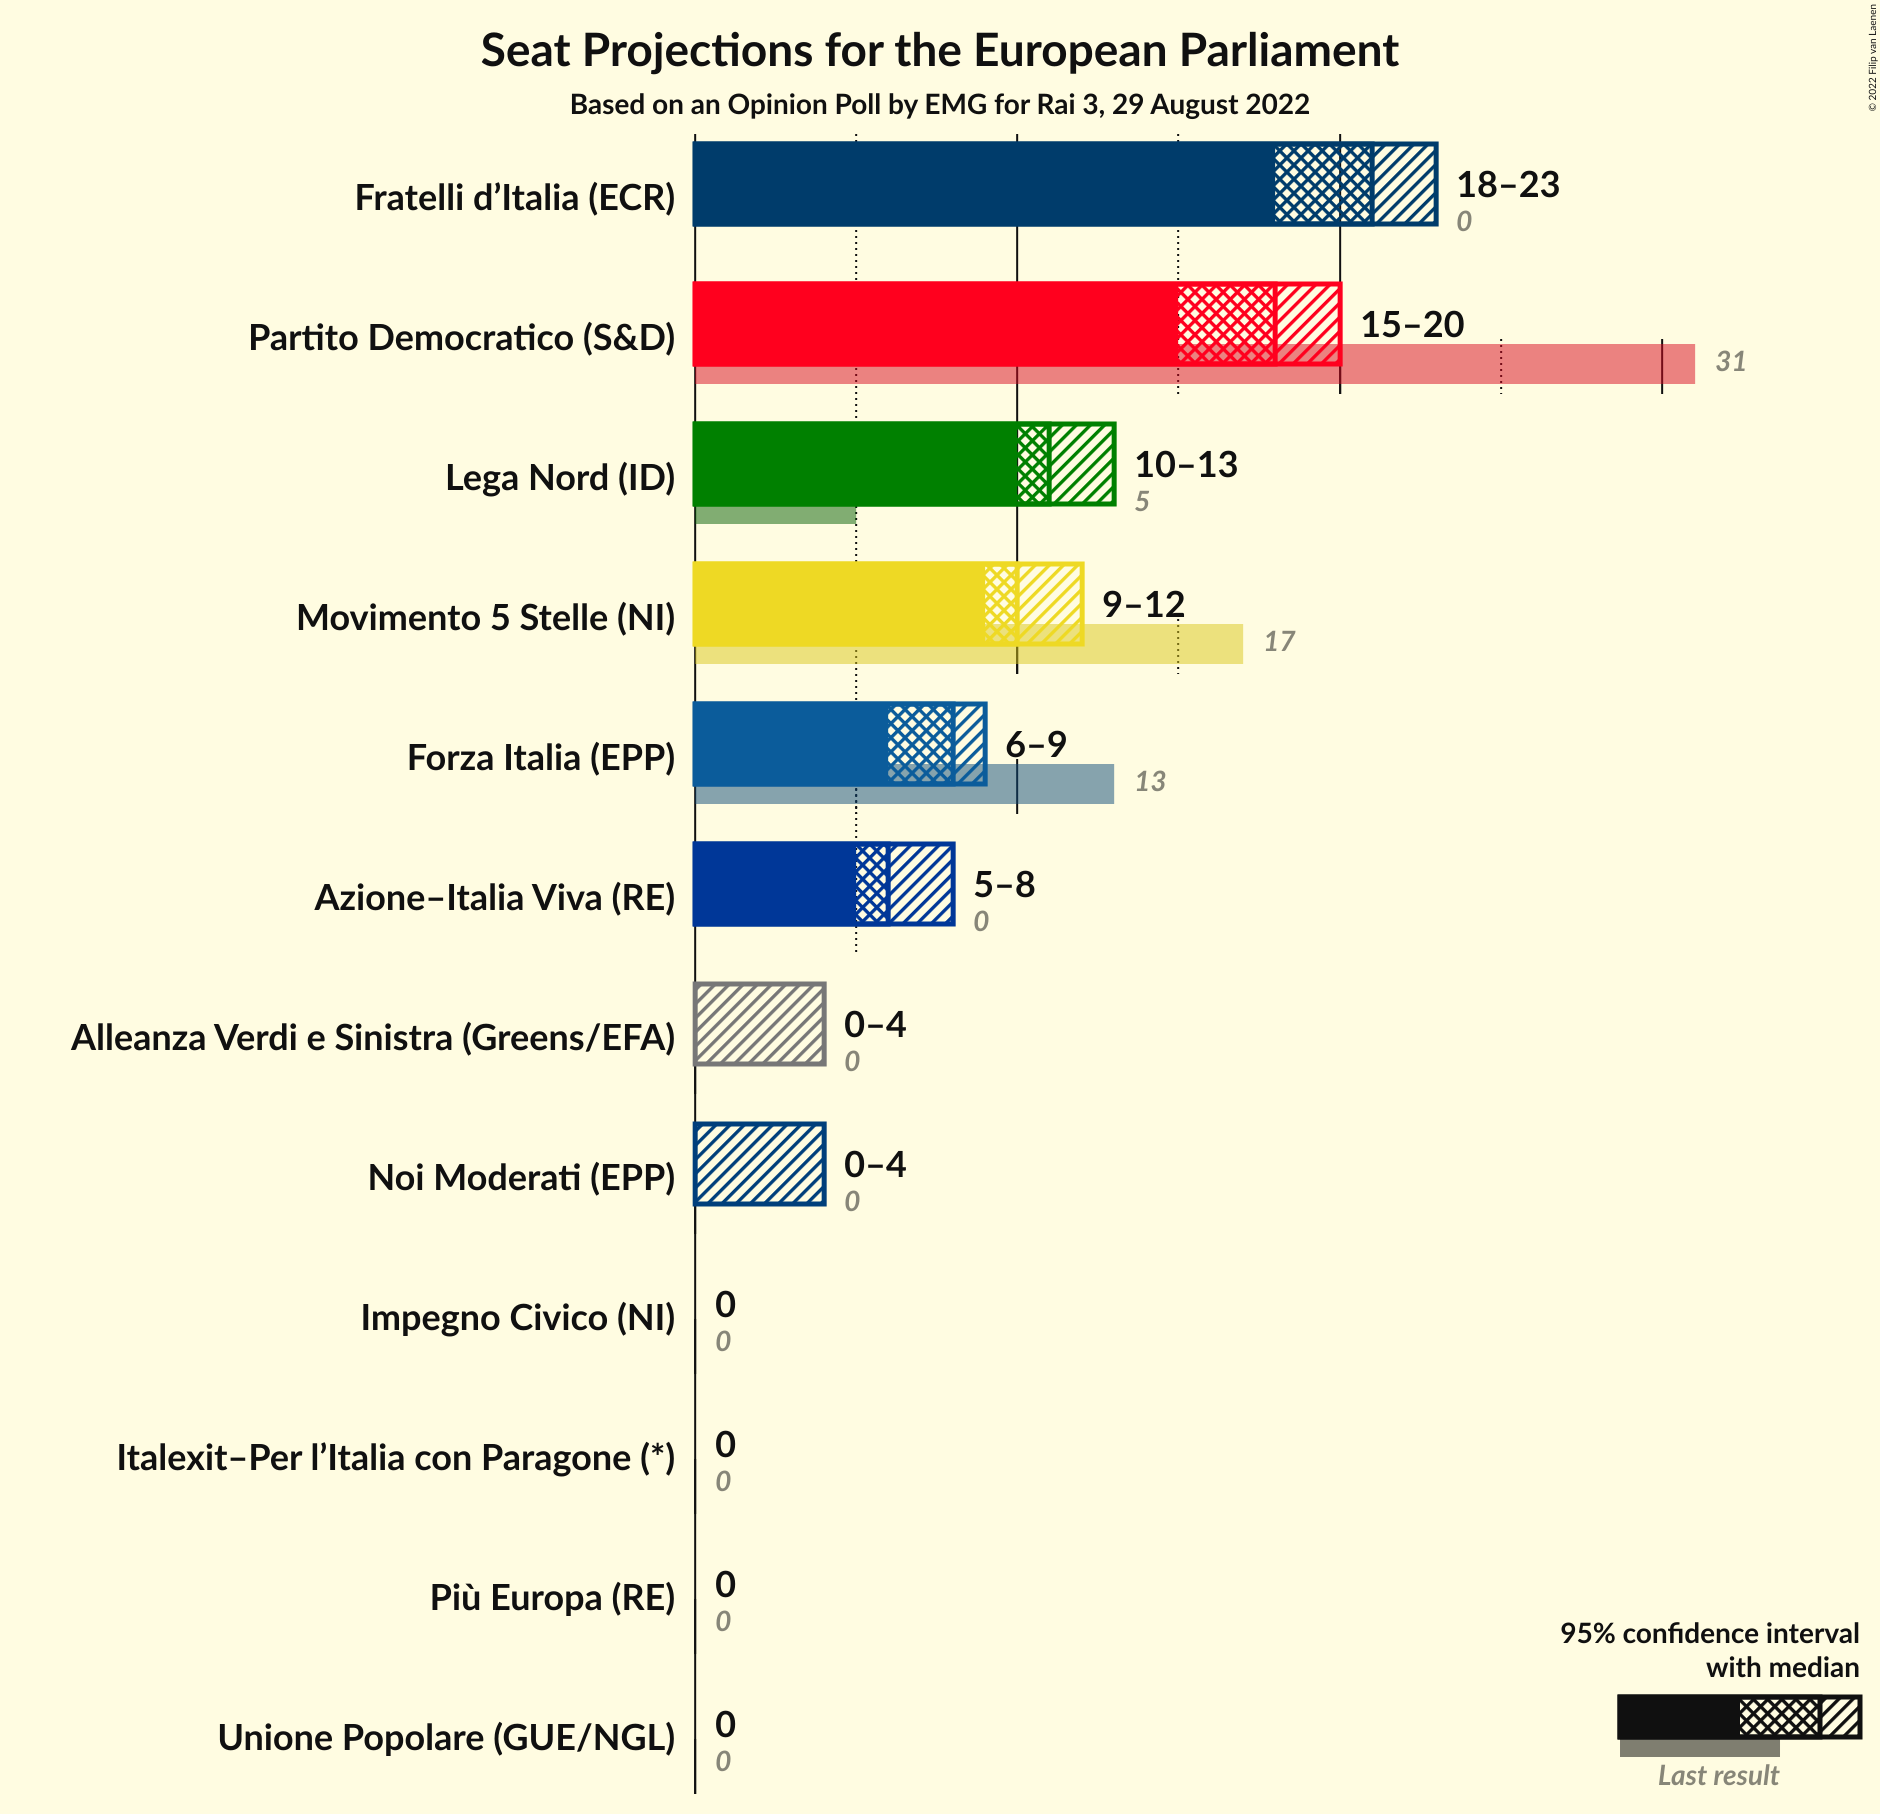 Seat Projections for the European Parliament
Based on an Opinion Poll by EMG for Rai 3, 29 August 2022
© 2022 Filip van Laenen
Fratelli d’Italia (ECR)
18–23
0
Partito Democratico (S&D)
15–20
31
Lega Nord (ID)
10–13
5
Movimento 5 Stelle (NI)
9–12
17
Forza Italia (EPP)
6–9
13
Azione–Italia Viva (RE)
5–8
0
Alleanza Verdi e Sinistra (Greens/EFA)
0–4
0
Noi Moderati (EPP)
0–4
0
Impegno Civico (NI)
0
0
Italexit–Per l’Italia con Paragone (*)
0
0
Più Europa (RE)
0
0
Unione Popolare (GUE/NGL)
0
0
95% confidence interval
with median
Last result